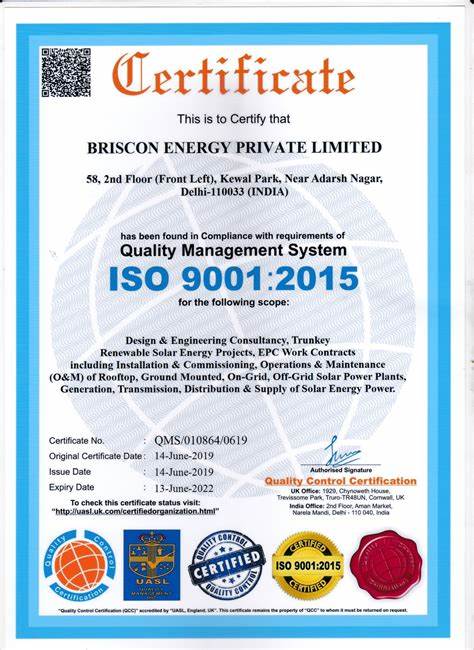 Certificate
This is to Certify that
BRISCON ENERGY PRIVATE LIMITED
58, 2nd Floor (Front Left), Kewal Park, Near Adarsh Nagar,
Delhi-110033 (INDIA)
has been found in Compliance with requirements of
Quality Management System
ISO 9001:2015
for the following scope:
Design & Engineering Consultancy, Trunkey
Renewable Solar Energy Projects, EPC Work Contracts
including Installation & Commissioning, Operations & Maintenance
(O&M) of Rooftop, Ground Mounted, On-Grid, Off-Grid Solar Power Plants,
Generation, Transmission, Distribution & Supply of Solar Energy Power.
Certificate No. : QMS/010864/0619
Original Certificate Date : 14-June-2019
Issue Date : 14-June-2019
Expiry Date : 13-June-2022
To check this certificate status visit:
"http://uasl.uk.com/certifiedorganization.html"
Authorised Signature
Quality Control Certification
UK Office: 1929, Chynoweth House,
Trevissome Park, Truro-TR48UN, Cornwall, UK
India Office: 2nd Floor, Aman Market,
Narela Mandi, Delhi - 110 040, India
Quality Control
Certification
UASL
QUALITY
MANAGEMENT
QUALITY CONTROL
CERTIFIED
QUALITY CONTROL
CERTIFIED
ISO 9001:2015
COMPANY
"Quality Control Certification (QCC)" accredited by "UASL, England, UK". This certificate remains the property of "QCC" to whom it must be returned on request.